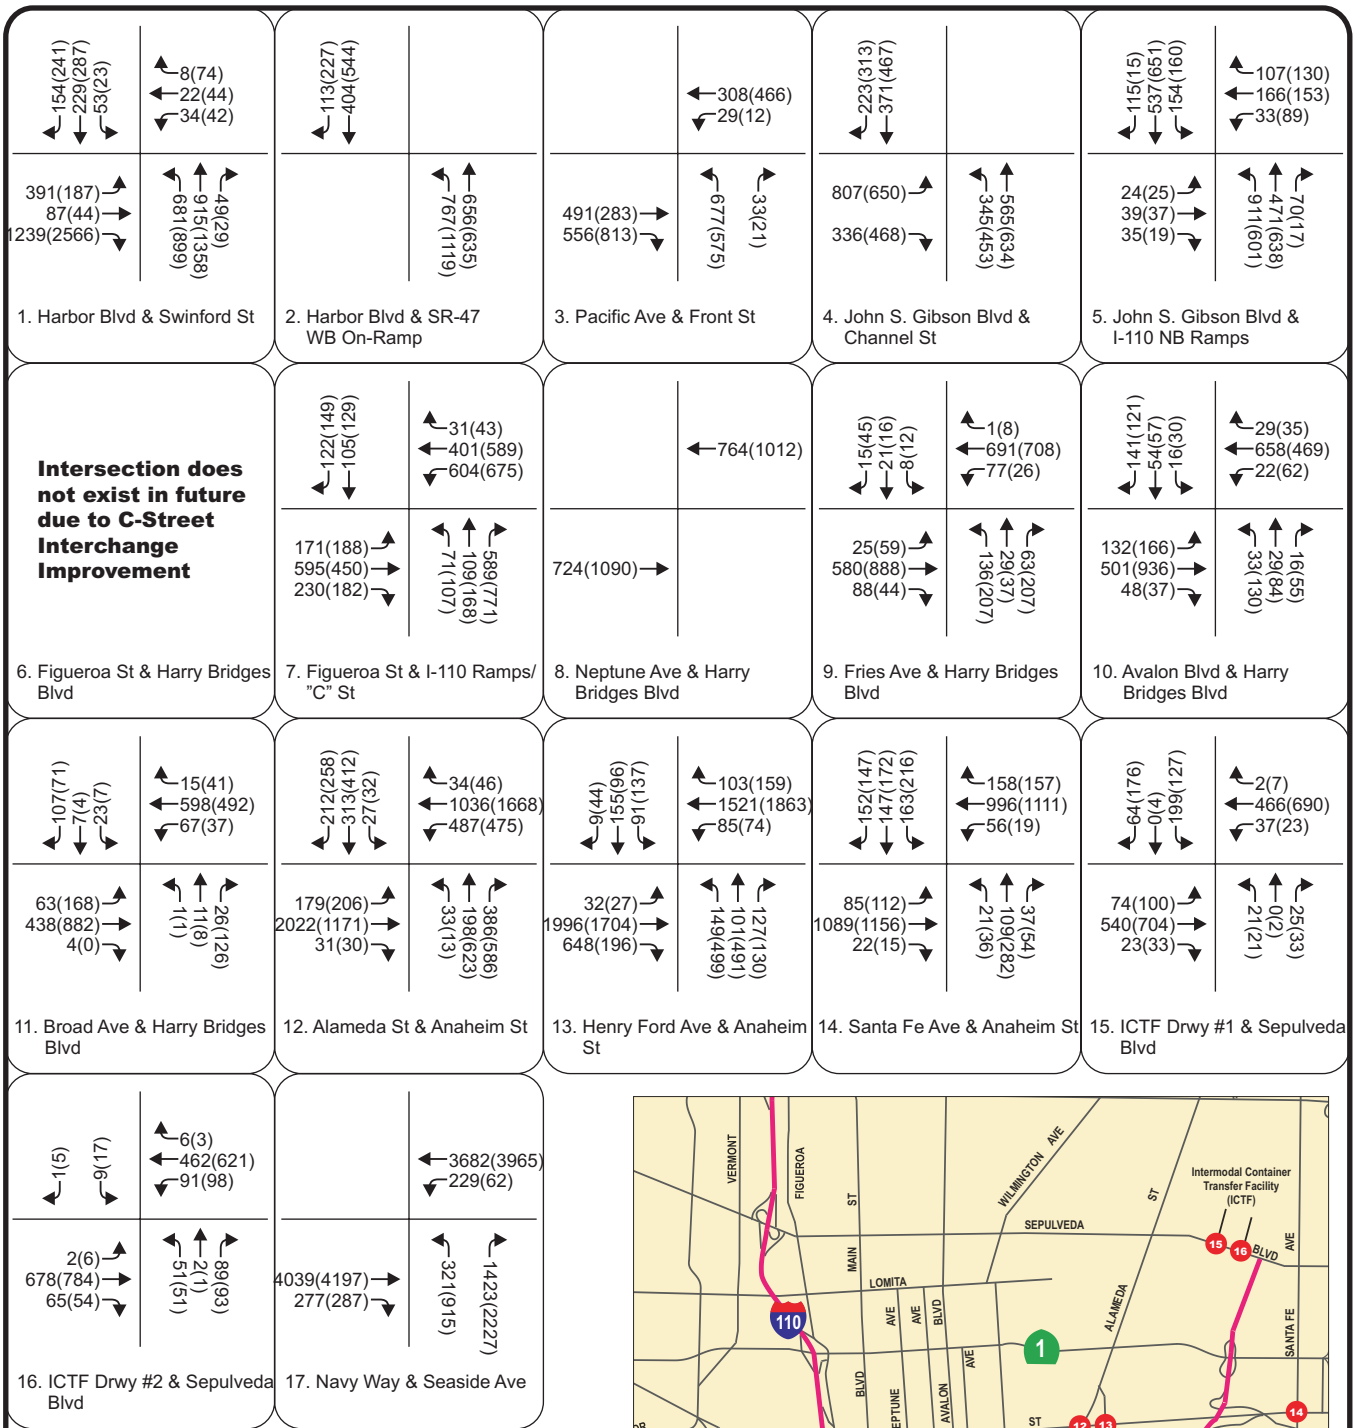 154(241)
229(287)
53(23)
8(74)
22(44)
34(42)
391(187)
87(44)
1239(2566)
681(899)
915(1358)
49(29)
1. Harbor Blvd & Swinford St
113(227)
404(544)
767(1119)
656(635)
2. Harbor Blvd & SR-47
WB On-Ramp
308(466)
29(12)
491(283)
556(813)
677(575)
33(21)
3. Pacific Ave & Front St
223(313)
371(467)
807(650)
336(468)
345(453)
565(634)
4. John S. Gibson Blvd &
Channel St
115(15)
537(651)
154(160)
107(130)
166(153)
33(89)
24(25)
39(37)
35(19)
911(601)
471(638)
70(17)
5. John S. Gibson Blvd &
I-110 NB Ramps
Intersection does
not exist in future
due to C-Street
Interchange
Improvement
6. Figueroa St & Harry Bridges
Blvd
122(149)
105(129)
31(43)
401(589)
604(675)
171(188)
595(450)
230(182)
71(107)
109(168)
589(771)
7. Figueroa St & I-110 Ramps/
"C" St
764(1012)
724(1090)
8. Neptune Ave & Harry
Bridges Blvd
15(45)
21(16)
8(12)
1(8)
691(708)
77(26)
25(59)
580(888)
88(44)
136(207)
29(37)
63(207)
9. Fries Ave & Harry Bridges
Blvd
141(121)
54(57)
16(30)
29(35)
658(469)
22(62)
132(166)
501(936)
48(37)
33(130)
29(84)
16(55)
10. Avalon Blvd & Harry
Bridges Blvd
107(71)
7(4)
23(7)
15(41)
598(492)
67(37)
63(168)
438(882)
4(0)
1(1)
11(8)
26(126)
11. Broad Ave & Harry Bridges
Blvd
212(258)
313(412)
27(32)
34(46)
1036(1668)
487(475)
179(206)
2022(1171)
31(30)
33(13)
198(623)
386(586)
12. Alameda St & Anaheim St
9(44)
155(96)
91(137)
103(159)
1521(1863)
85(74)
32(27)
1996(1704)
648(196)
149(499)
101(491)
127(130)
13. Henry Ford Ave & Anaheim
St
152(147)
147(172)
163(216)
158(157)
996(1111)
56(19)
85(112)
1089(1156)
22(15)
21(36)
109(282)
37(54)
14. Santa Fe Ave & Anaheim St
64(176)
0(4)
199(127)
2(7)
466(690)
37(23)
74(100)
540(704)
23(33)
21(21)
0(2)
25(33)
15. ICTF Drwy #1 & Sepulveda
Blvd
1(5)
9(17)
6(3)
462(621)
91(98)
2(6)
678(784)
65(54)
51(51)
2(1)
89(93)
16. ICTF Drwy #2 & Sepulveda
Blvd
3682(3965)
229(62)
4039(4197)
277(287)
321(915)
1423(2227)
17. Navy Way & Seaside Ave
VERMONT
FIGUEROA
ST
MAIN
BLVD
WILMINGTON AVE
ST
ALAMEDA
Intermodal Container
Transfer Facility
(ICTF)
SEPULVEDA
BLVD
15
16
AVE
SANTA FE
LOMITA
AVE
AVE
BLVD
110
1
AVE
AVALON
ST
12
13
14